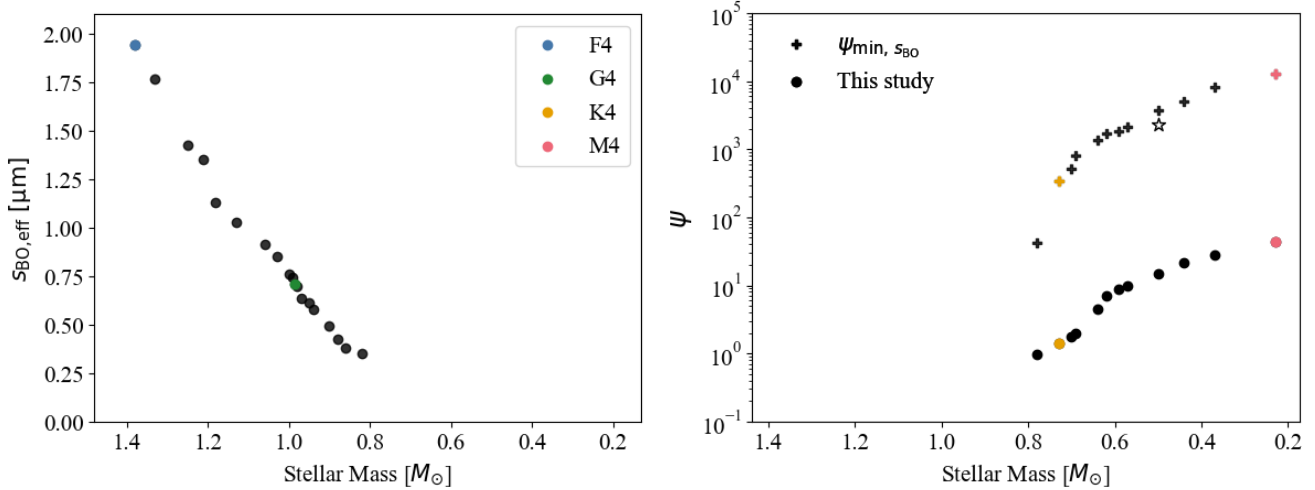 2.00
1.75
1.50
1.25
1.00
0.75
0.50
0.25
0.00
s_BO,eff [µm]
F4
G4
K4
M4
1.4 1.2 1.0 0.8 0.6 0.4 0.2
Stellar Mass [M_⊙]
10^5
10^4
10^3
10^2
10^1
10^0
10^−1
ψ
ψ_min, s_BO
This study
1.4 1.2 1.0 0.8 0.6 0.4 0.2
Stellar Mass [M_⊙]